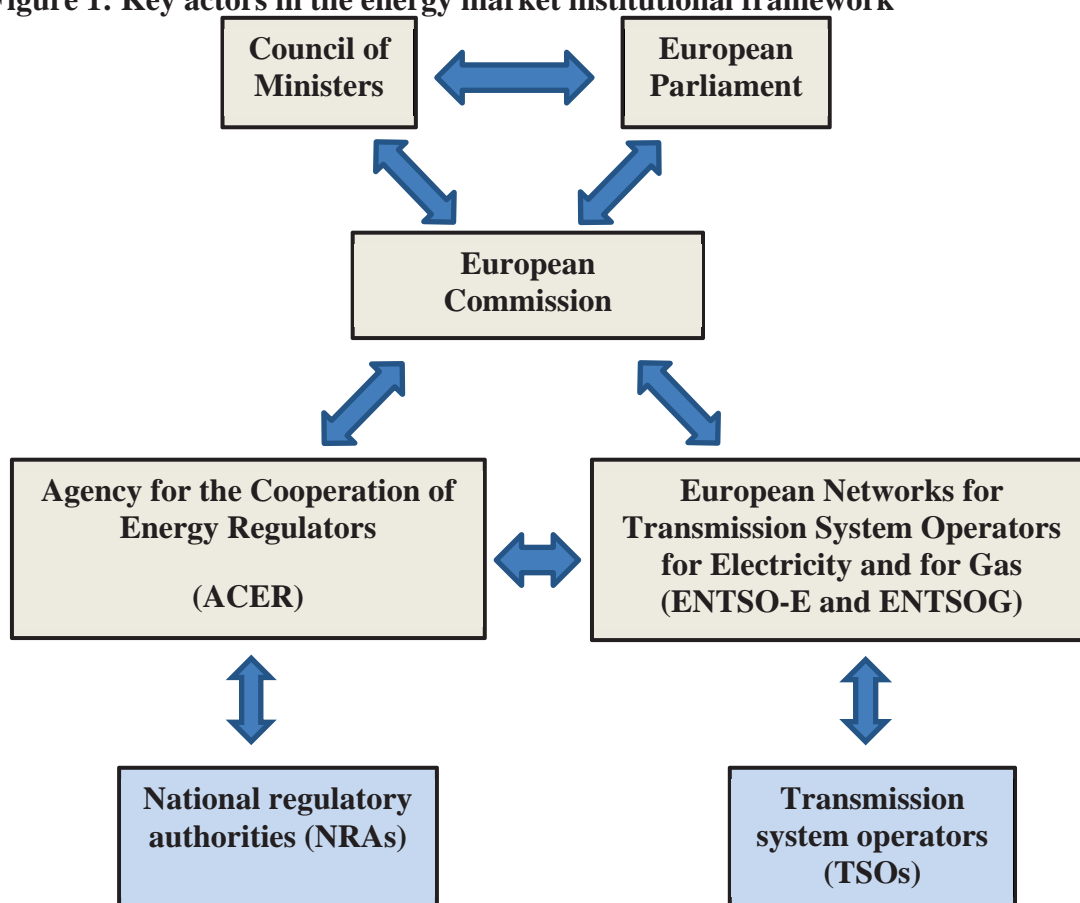 Figure 1: Key actors in the energy market institutional framework
Council of
Ministers
European
Parliament
European
Commission
Agency for the Cooperation of
Energy Regulators
(ACER)
European Networks for
Transmission System Operators
for Electricity and for Gas
(ENTSO-E and ENTSOG)
National regulatory
authorities (NRAs)
Transmission
system operators
(TSOs)